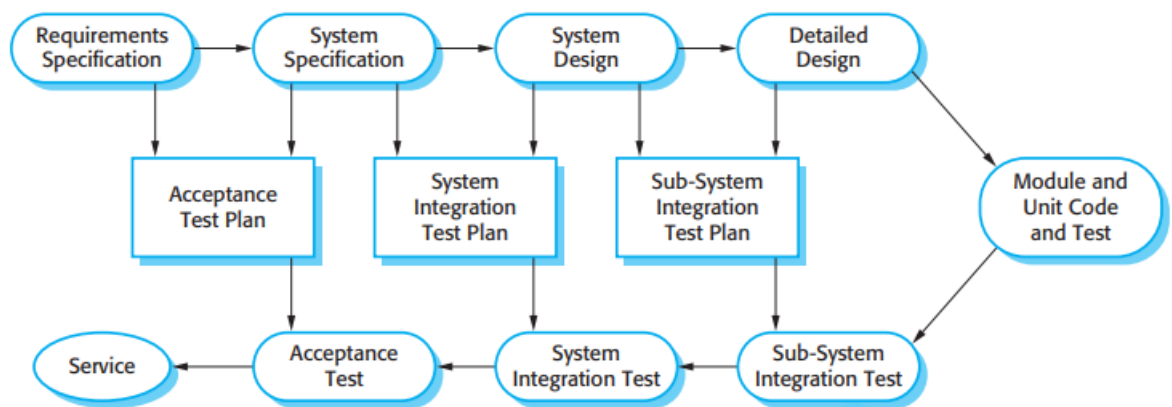 Requirements
Specification
System
Specification
System
Design
Detailed
Design
Acceptance
Test Plan
System
Integration
Test Plan
Sub-System
Integration
Test Plan
Module and
Unit Code
and Test
Service
Acceptance
Test
System
Integration Test
Sub-System
Integration Test